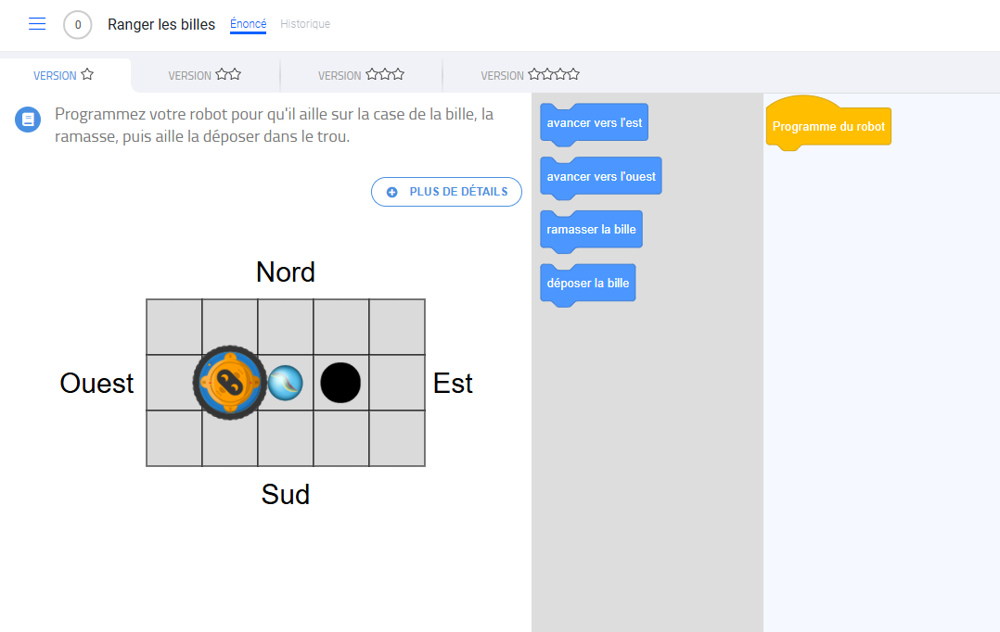 0
Ranger les billes
Énoncé
Historique
VERSION
VERSION
VERSION
VERSION
Programmez votre robot pour qu'il aille sur la case de la bille, la
ramasse, puis aille la déposer dans le trou.
PLUS DE DÉTAILS
Nord
Ouest
Est
Sud
avancer vers l'est
avancer vers l'ouest
ramasser la bille
déposer la bille
Programme du robot